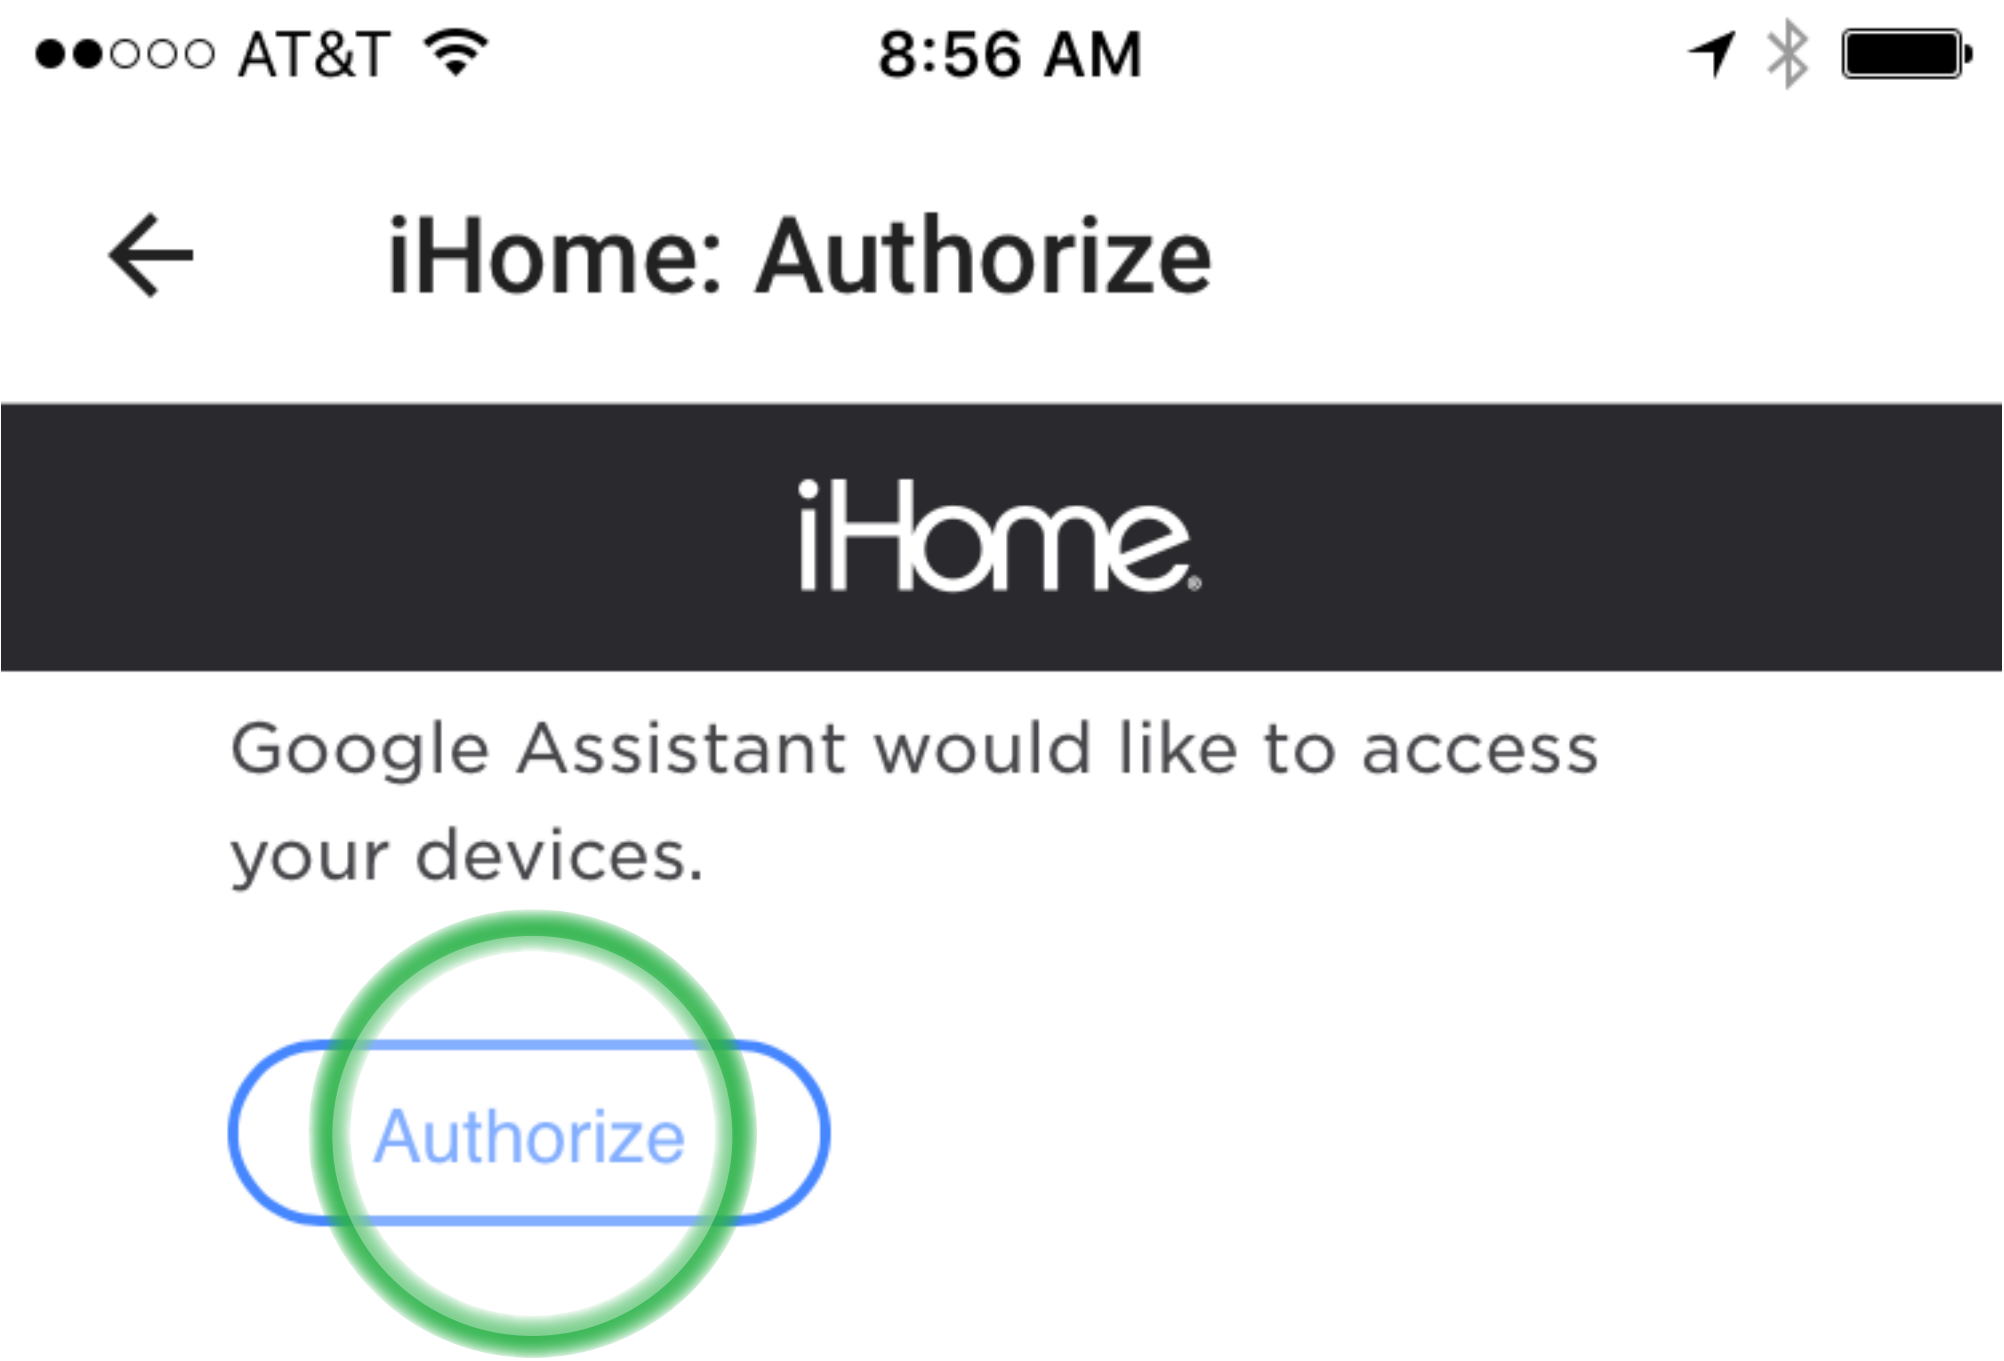 AT&T 8:56 AM
iHome: Authorize
iHome®
Google Assistant would like to access
your devices.
Authorize